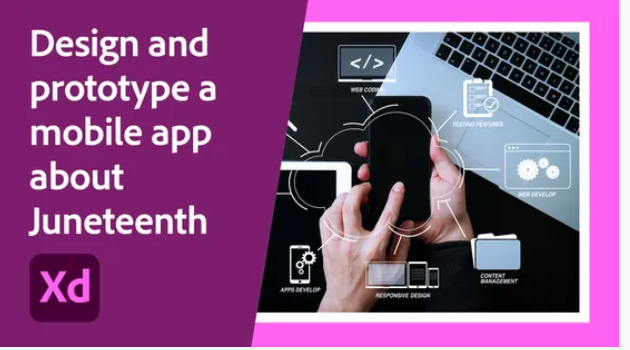 Design and
prototype a
mobile app
about
Juneteenth
Xd
</>
WEB CODING
TESTING FEATURES
WEB DEVELOP
APPS DEVELOP
RESPONSIVE DESIGN
CONTENT
MANAGEMENT